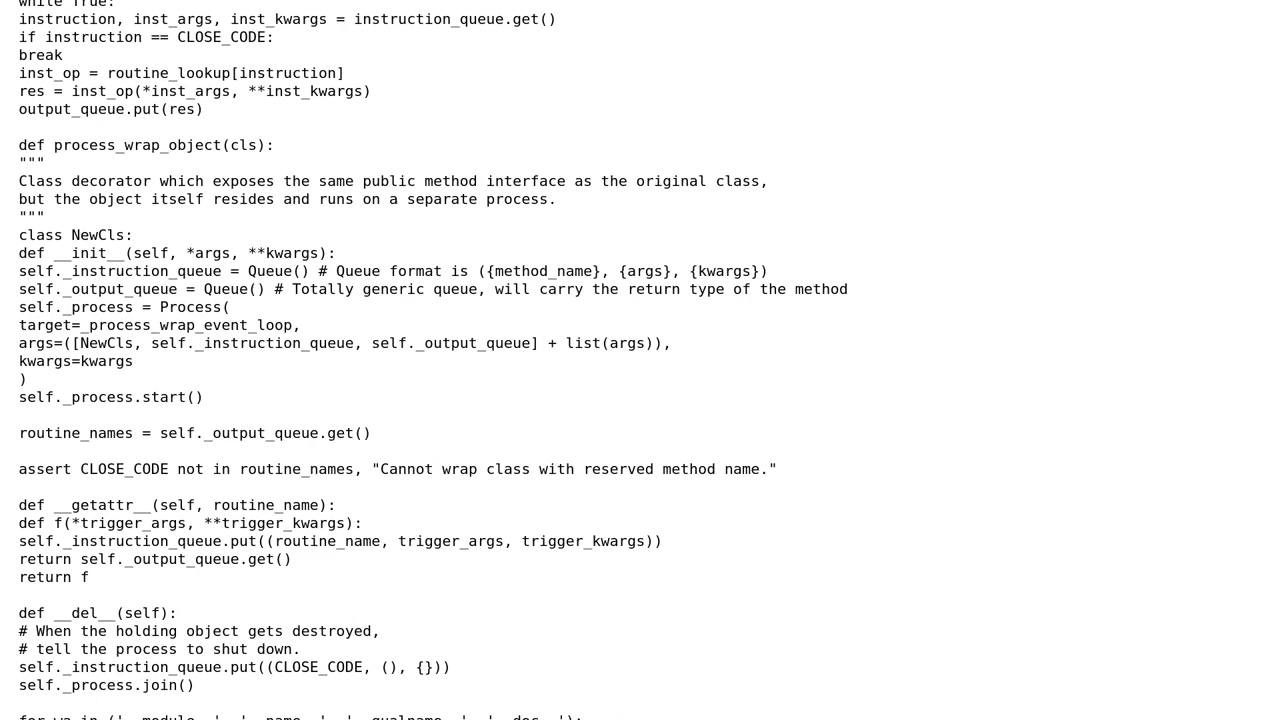 while True:
instruction, inst_args, inst_kwargs = instruction_queue.get()
if instruction == CLOSE_CODE:
break
inst_op = routine_lookup[instruction]
res = inst_op(*inst_args, **inst_kwargs)
output_queue.put(res)

def process_wrap_object(cls):
"""
Class decorator which exposes the same public method interface as the original class,
but the object itself resides and runs on a separate process.
"""
class NewCls:
def __init__(self, *args, **kwargs):
self._instruction_queue = Queue() # Queue format is ({method_name}, {args}, {kwargs})
self._output_queue = Queue() # Totally generic queue, will carry the return type of the method
self._process = Process(
target=_process_wrap_event_loop,
args=([NewCls, self._instruction_queue, self._output_queue] + list(args)),
kwargs=kwargs
)
self._process.start()

routine_names = self._output_queue.get()

assert CLOSE_CODE not in routine_names, "Cannot wrap class with reserved method name."

def __getattr__(self, routine_name):
def f(*trigger_args, **trigger_kwargs):
self._instruction_queue.put((routine_name, trigger_args, trigger_kwargs))
return self._output_queue.get()
return f

def __del__(self):
# When the holding object gets destroyed,
# tell the process to shut down.
self._instruction_queue.put((CLOSE_CODE, (), {}))
self._process.join()

for wa in ('__module__', '__name__', '__qualname__', '__doc__'):